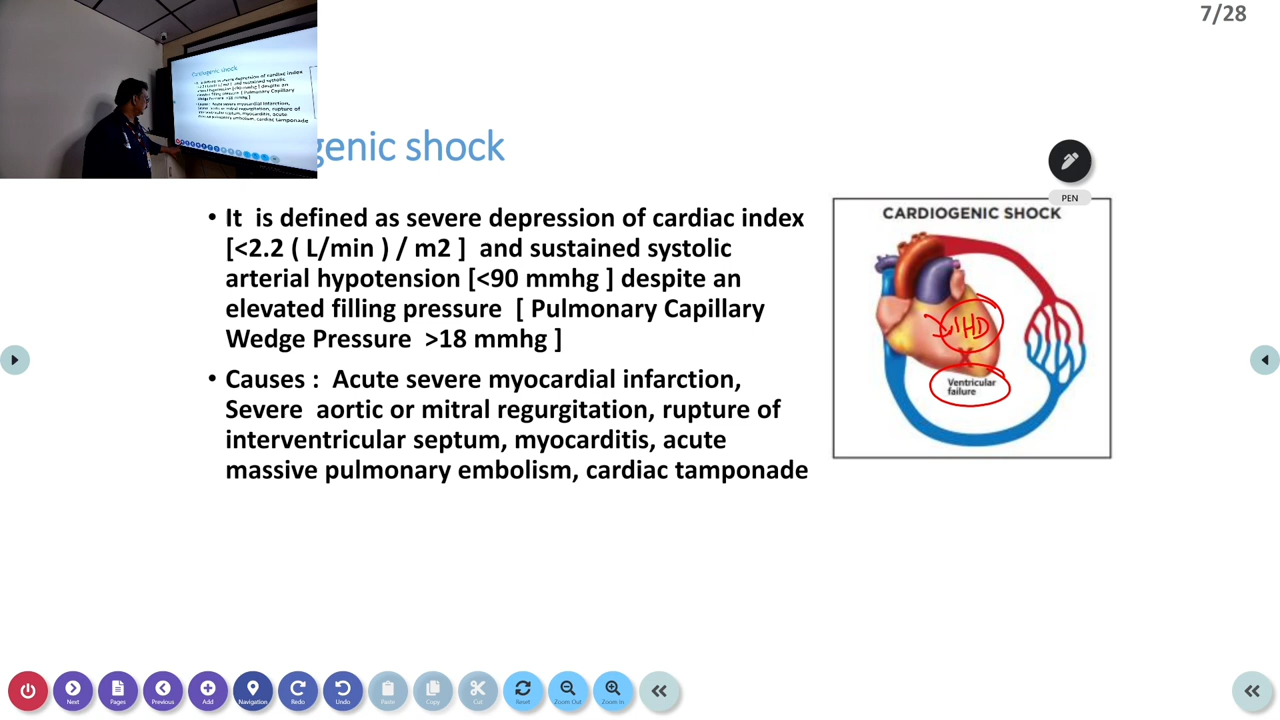 7/28
genic shock
PEN
• It is defined as severe depression of cardiac index
[<2.2 ( L/min ) / m2 ] and sustained systolic
arterial hypotension [<90 mmhg ] despite an
elevated filling pressure [ Pulmonary Capillary
Wedge Pressure >18 mmhg ]
• Causes : Acute severe myocardial infarction,
Severe aortic or mitral regurgitation, rupture of
interventricular septum, myocarditis, acute
massive pulmonary embolism, cardiac tamponade
CARDIOGENIC SHOCK
IHD
Ventricular
failure
Next Pages Previous Add Navigation Redo Undo Paste Copy Cut Reset Zoom Out Zoom In